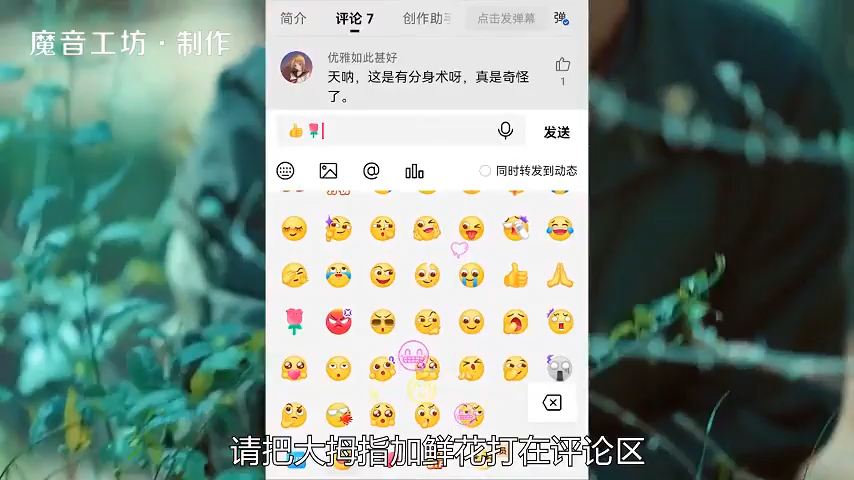 魔音工坊·制作
简介
评论 7
创作助手
点击发弹幕
弹
优雅如此甚好
天呐，这是有分身术呀，真是奇怪
了。
1
👍🌹
发送
@
同时转发到动态
请把大拇指加鲜花打在评论区